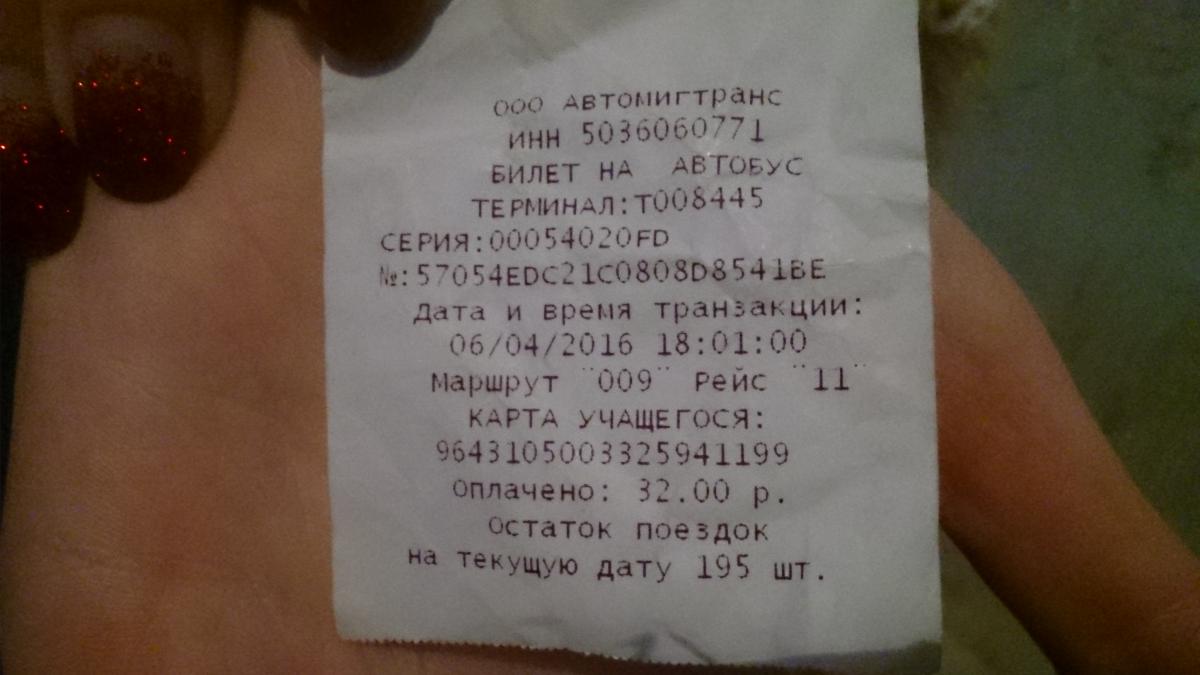 ООО Автомигтранс
ИНН 5036060771
БИЛЕТ НА АВТОБУС
ТЕРМИНАЛ:Т008445
СЕРИЯ:00054020FD
№:57054EDC21C0808D8541BE
Дата и время транзакции:
06/04/2016 18:01:00
Маршрут "009" Рейс "11"
КАРТА УЧАЩЕГОСЯ:
9643105003325941199
Оплачено: 32.00 р.
Остаток поездок
на текущую дату 195 шт.